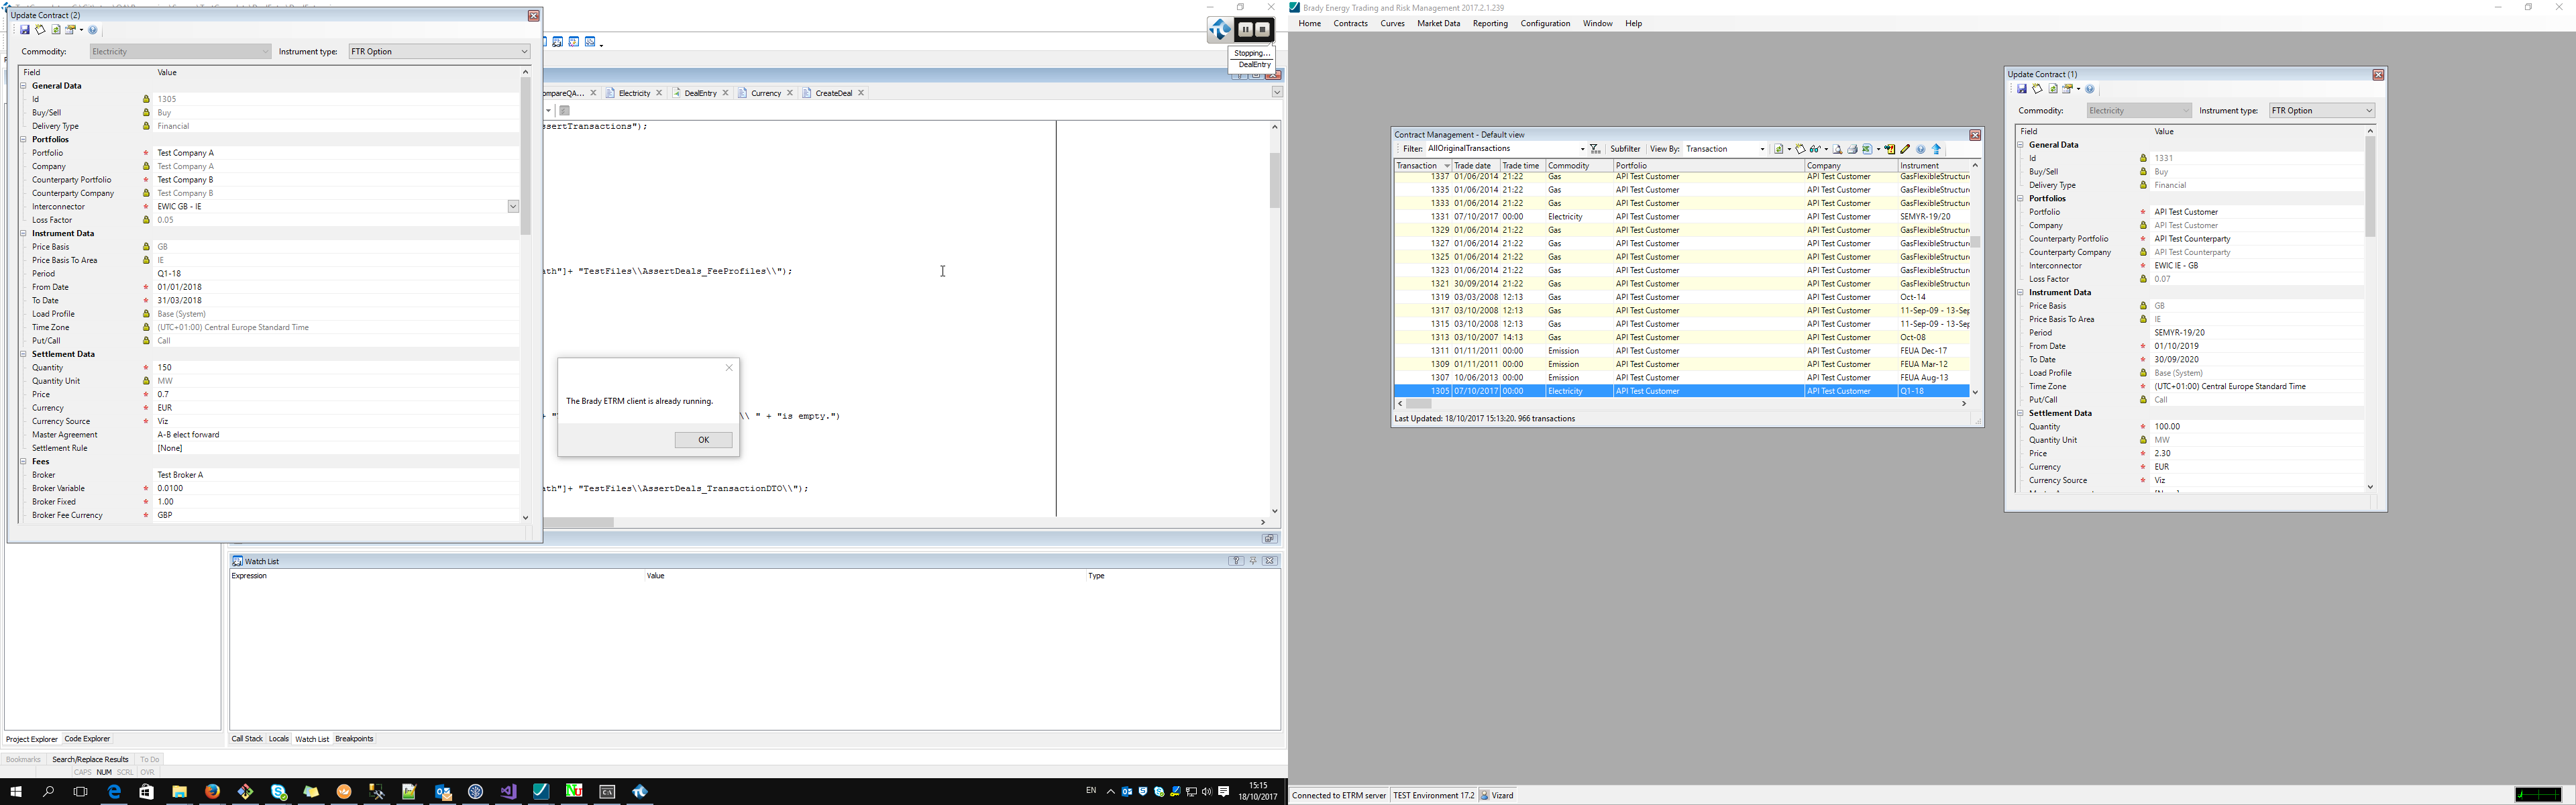 Update Contract (2)
Commodity: Electricity Instrument type: FTR Option
Field Value
General Data
Id 1305
Buy/Sell Buy
Delivery Type Financial
Portfolios
Portfolio * Test Company A
Company Test Company A
Counterparty Portfolio * Test Company B
Counterparty Company Test Company B
Interconnector * EWIC GB - IE
Loss Factor 0.05
Instrument Data
Price Basis GB
Price Basis To Area IE
Period Q1-18
From Date * 01/01/2018
To Date * 31/03/2018
Load Profile Base (System)
Time Zone (UTC+01:00) Central Europe Standard Time
Put/Call Call
Settlement Data
Quantity * 150
Quantity Unit MW
Price * 0.7
Currency * EUR
Currency Source * Viz
Master Agreement A-B elect forward
Settlement Rule [None]
Fees
Broker Test Broker A
Broker Variable * 0.0100
Broker Fixed * 1.00
Broker Fee Currency * GBP
Stopping...
DealEntry
ompareQA... Electricity DealEntry Currency CreateDeal
ssertTransactions");
ath"]+ "TestFiles\\AssertDeals_FeeProfiles\\");
\\ " + "is empty.")
ath"]+ "TestFiles\\AssertDeals_TransactionDTO\\");
The Brady ETRM client is already running.
OK
Watch List
Expression Value Type
Project Explorer Code Explorer
Call Stack Locals Watch List Breakpoints
Bookmarks Search/Replace Results To Do
CAPS NUM SCRL OVR
EN 15:15
18/10/2017
Brady Energy Trading and Risk Management 2017.2.1.239
Home Contracts Curves Market Data Reporting Configuration Window Help
Contract Management - Default view
Filter: AllOriginalTransactions Subfilter View By: Transaction
Transaction Trade date Trade time Commodity Portfolio Company Instrument
1337 01/06/2014 21:22 Gas API Test Customer API Test Customer GasFlexibleStructure
1335 01/06/2014 21:22 Gas API Test Customer API Test Customer GasFlexibleStructure
1333 01/06/2014 21:22 Gas API Test Customer API Test Customer GasFlexibleStructure
1331 07/10/2017 00:00 Electricity API Test Customer API Test Customer SEMYR-19/20
1329 01/06/2014 21:22 Gas API Test Customer API Test Customer GasFlexibleStructure
1327 01/06/2014 21:22 Gas API Test Customer API Test Customer GasFlexibleStructure
1325 01/06/2014 21:22 Gas API Test Customer API Test Customer GasFlexibleStructure
1323 01/06/2014 21:22 Gas API Test Customer API Test Customer GasFlexibleStructure
1321 30/09/2014 21:22 Gas API Test Customer API Test Customer GasFlexibleStructure
1319 03/03/2008 12:13 Gas API Test Customer API Test Customer Oct-14
1317 03/10/2008 12:13 Gas API Test Customer API Test Customer 11-Sep-09 - 13-Sep
1315 03/10/2008 12:13 Gas API Test Customer API Test Customer 11-Sep-09 - 13-Sep
1313 03/10/2007 14:13 Gas API Test Customer API Test Customer Oct-08
1311 01/11/2011 00:00 Emission API Test Customer API Test Customer FEUA Dec-17
1309 01/11/2011 00:00 Emission API Test Customer API Test Customer FEUA Mar-12
1307 10/06/2013 00:00 Emission API Test Customer API Test Customer FEUA Aug-13
1305 07/10/2017 00:00 Electricity API Test Customer API Test Customer Q1-18
Last Updated: 18/10/2017 15:13:20. 966 transactions
Update Contract (1)
Commodity: Electricity Instrument type: FTR Option
Field Value
General Data
Id 1331
Buy/Sell Buy
Delivery Type Financial
Portfolios
Portfolio * API Test Customer
Company API Test Customer
Counterparty Portfolio * API Test Counterparty
Counterparty Company API Test Counterparty
Interconnector * EWIC IE - GB
Loss Factor 0.07
Instrument Data
Price Basis GB
Price Basis To Area IE
Period SEMYR-19/20
From Date * 01/10/2019
To Date * 30/09/2020
Load Profile Base (System)
Time Zone * (UTC+01:00) Central Europe Standard Time
Put/Call Call
Settlement Data
Quantity * 100.00
Quantity Unit MW
Price * 2.30
Currency * EUR
Currency Source * Viz
Connected to ETRM server TEST Environment 17.2 Vizard